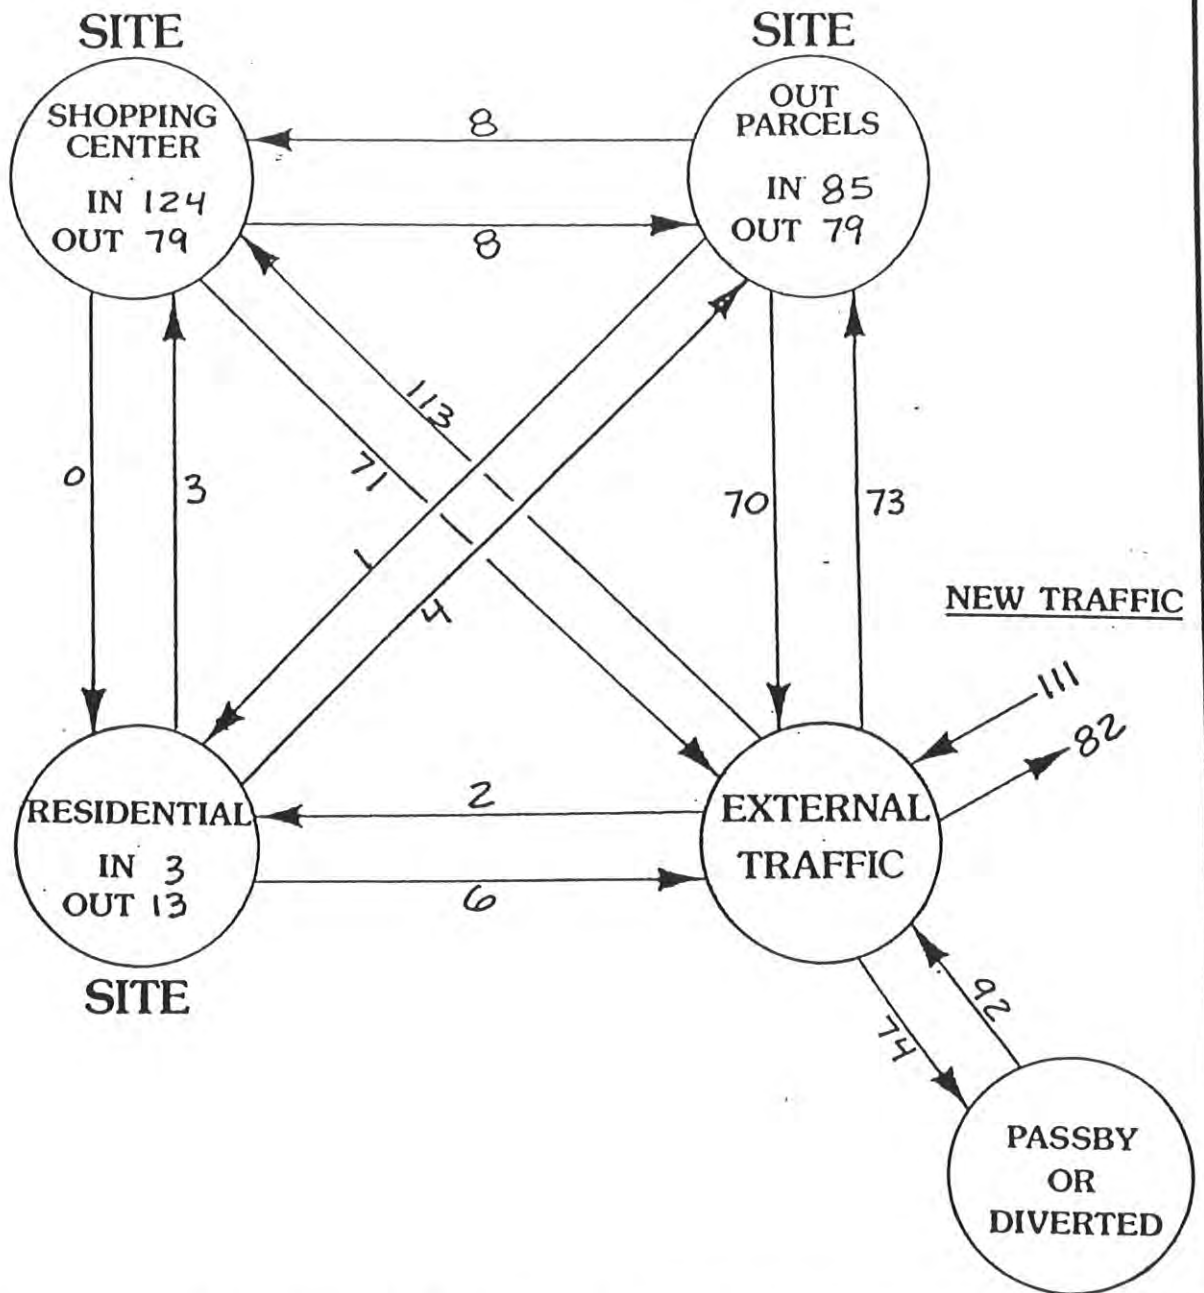 SITE
SITE
SHOPPING
CENTER
IN 124
OUT 79
OUT
PARCELS
IN 85
OUT 79
8
8
113
71
0
3
1
4
70
73
NEW TRAFFIC
111
82
RESIDENTIAL
IN 3
OUT 13
SITE
2
6
EXTERNAL
TRAFFIC
92
74
PASSBY
OR
DIVERTED